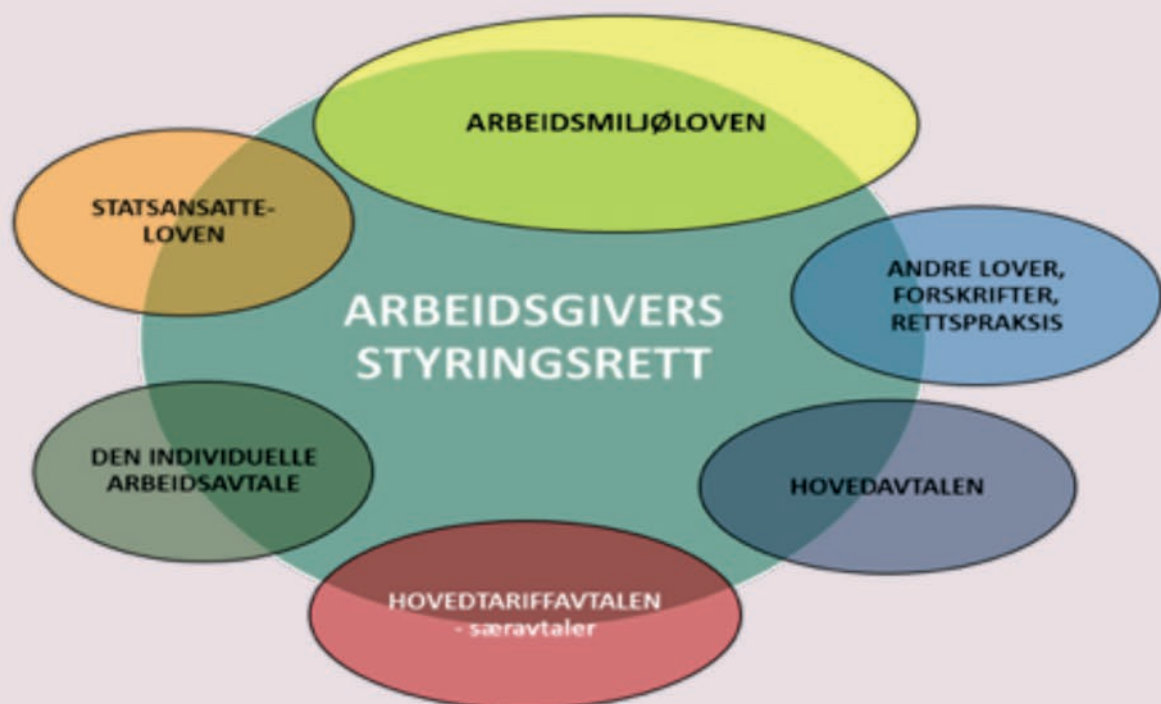 ARBEIDSMILJØLOVEN
STATSANSATTE-
LOVEN
ANDRE LOVER,
FORSKRIFTER,
RETTSPRAKSIS
ARBEIDSGIVERS
STYRINGSRETT
DEN INDIVIDUELLE
ARBEIDSAVTALE
HOVEDAVTALEN
HOVEDTARIFFAVTALEN
- særavtaler